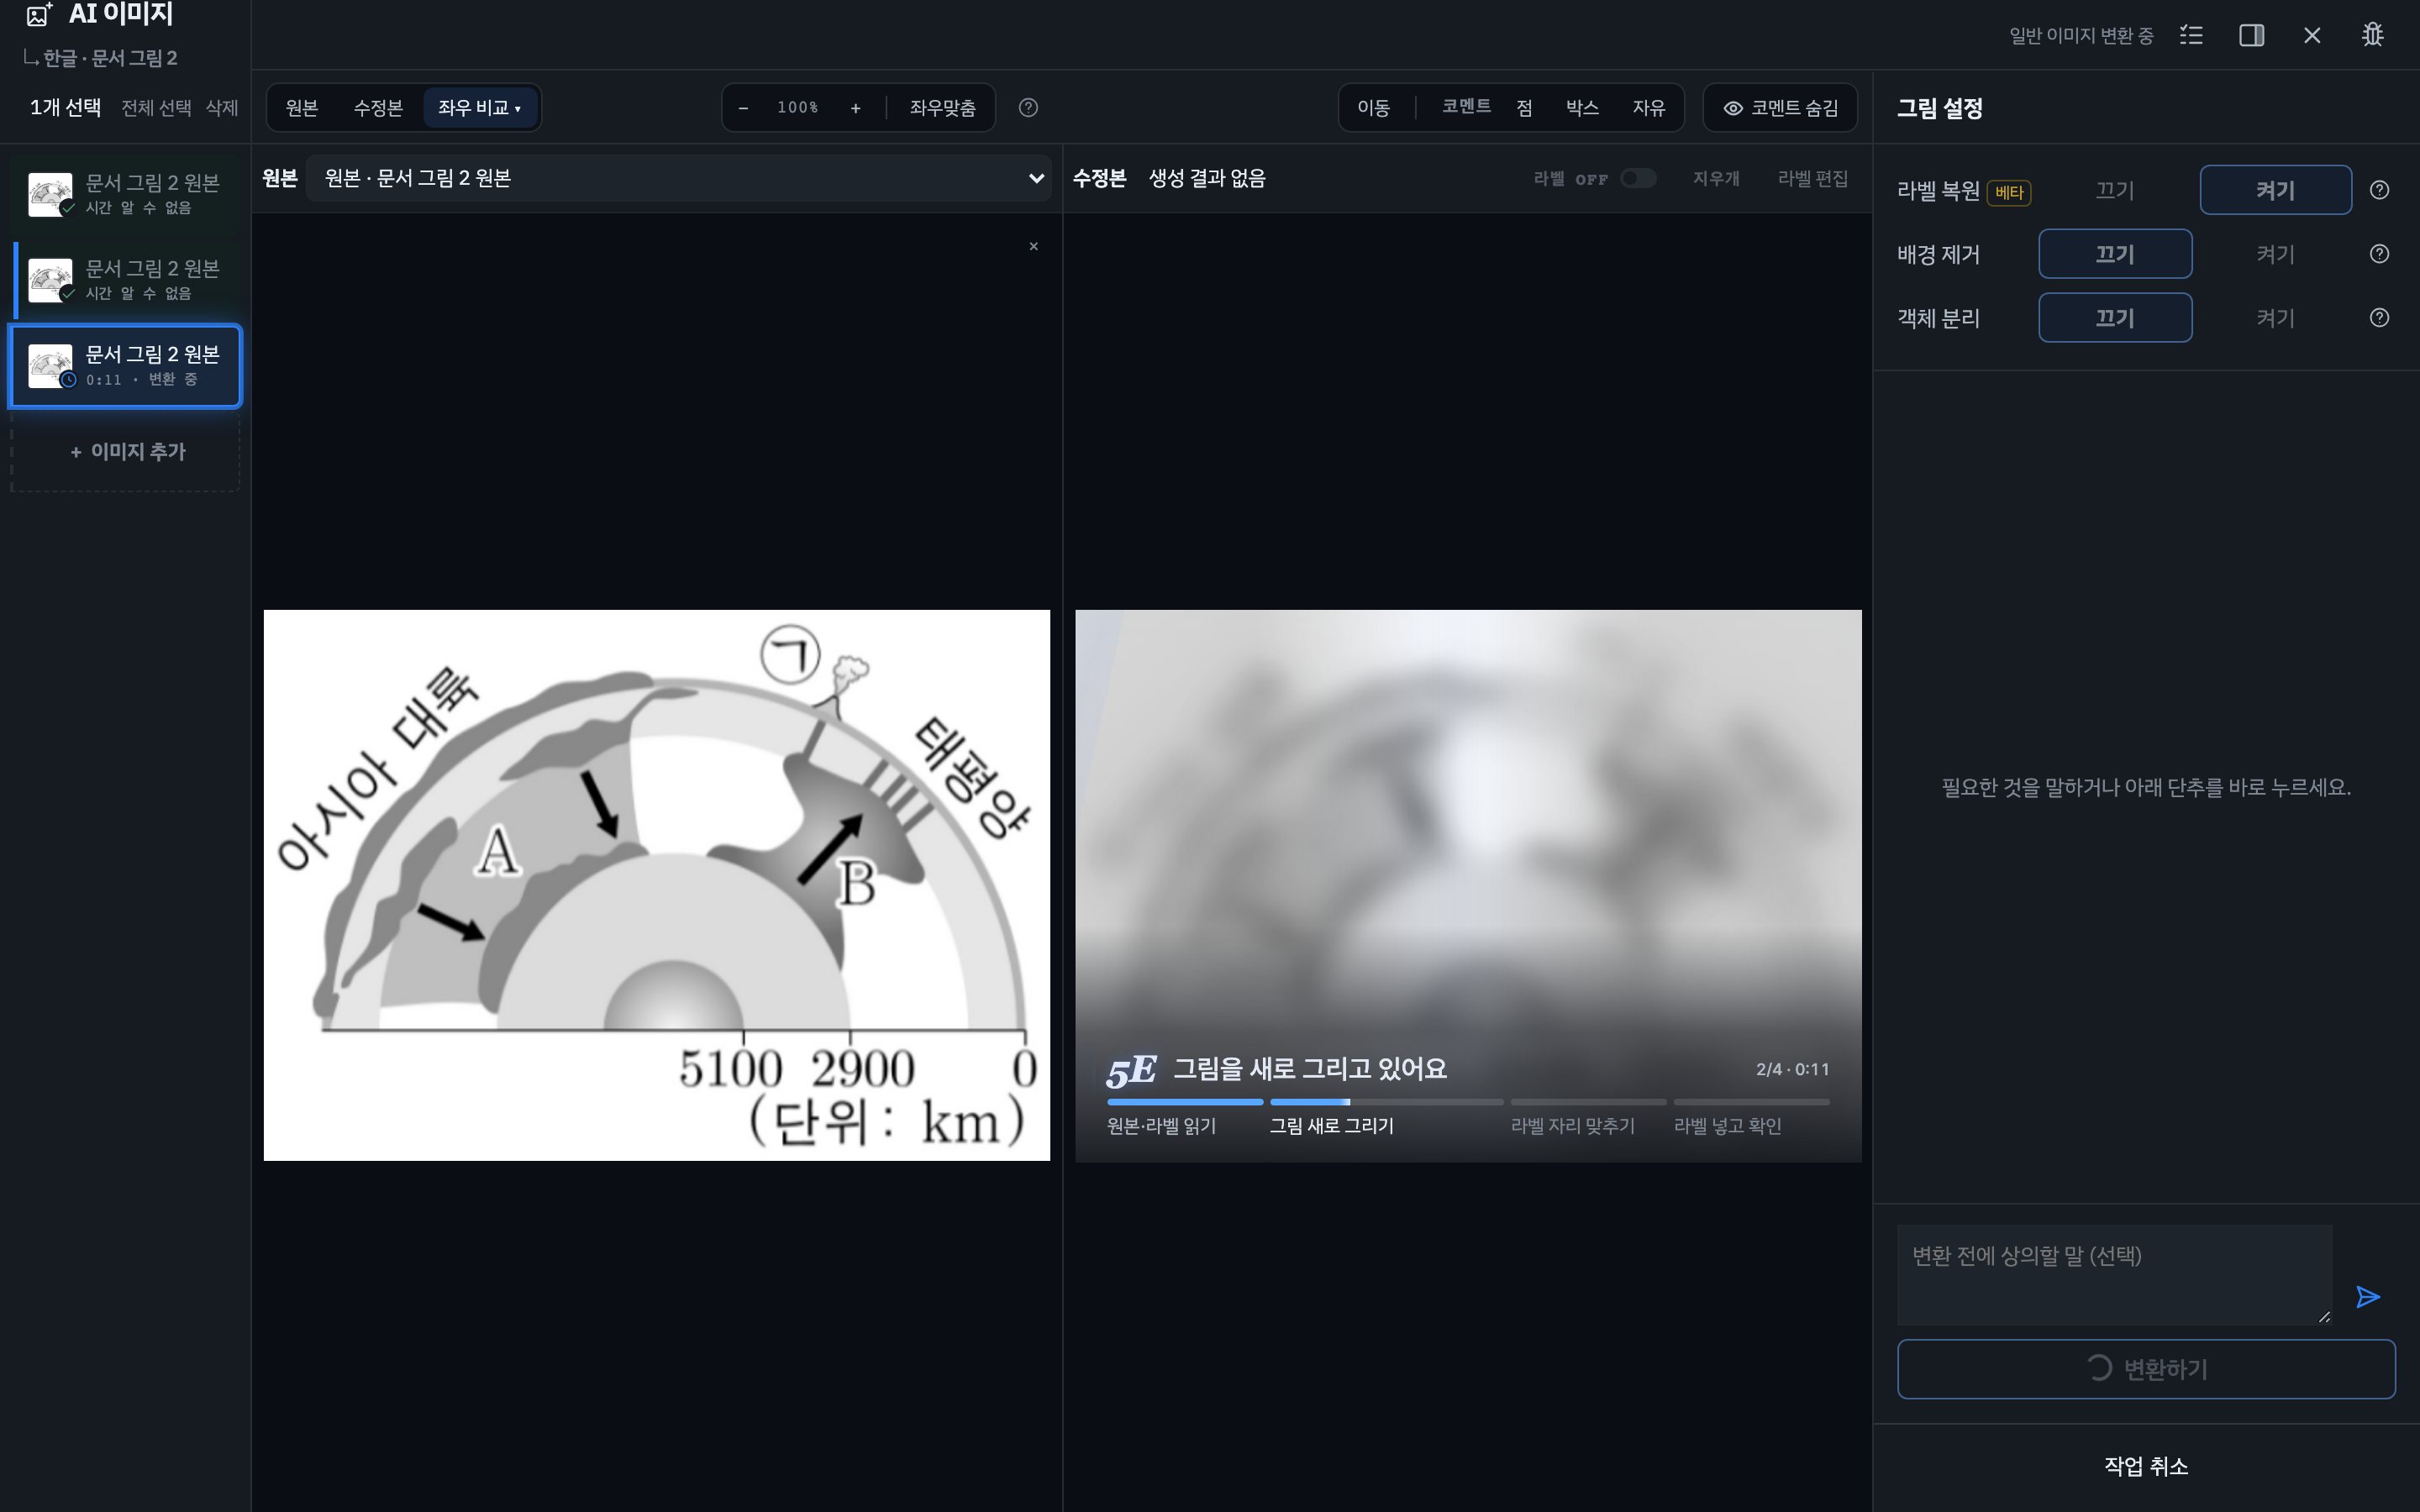 AI 이미지
한글 · 문서 그림 2
일반 이미지 변환 중
1개 선택 전체 선택 삭제
원본 수정본 좌우 비교 ▾
− 100% + 좌우맞춤 ?
이동 코멘트 점 박스 자유
코멘트 숨김
그림 설정
문서 그림 2 원본
시간 알 수 없음
문서 그림 2 원본
시간 알 수 없음
문서 그림 2 원본
0:11 · 변환 중
+ 이미지 추가
원본 원본 · 문서 그림 2 원본
×
아시아 대륙
ㄱ
태평양
A
B
5100 2900 0
(단위: km)
수정본 생성 결과 없음 라벨 OFF 지우개 라벨 편집
5E 그림을 새로 그리고 있어요 2/4 · 0:11
원본·라벨 읽기 그림 새로 그리기 라벨 자리 맞추기 라벨 넣고 확인
라벨 복원 베타 끄기 켜기 ?
배경 제거 끄기 켜기 ?
객체 분리 끄기 켜기 ?
필요한 것을 말하거나 아래 단추를 바로 누르세요.
변환 전에 상의할 말 (선택)
변환하기
작업 취소